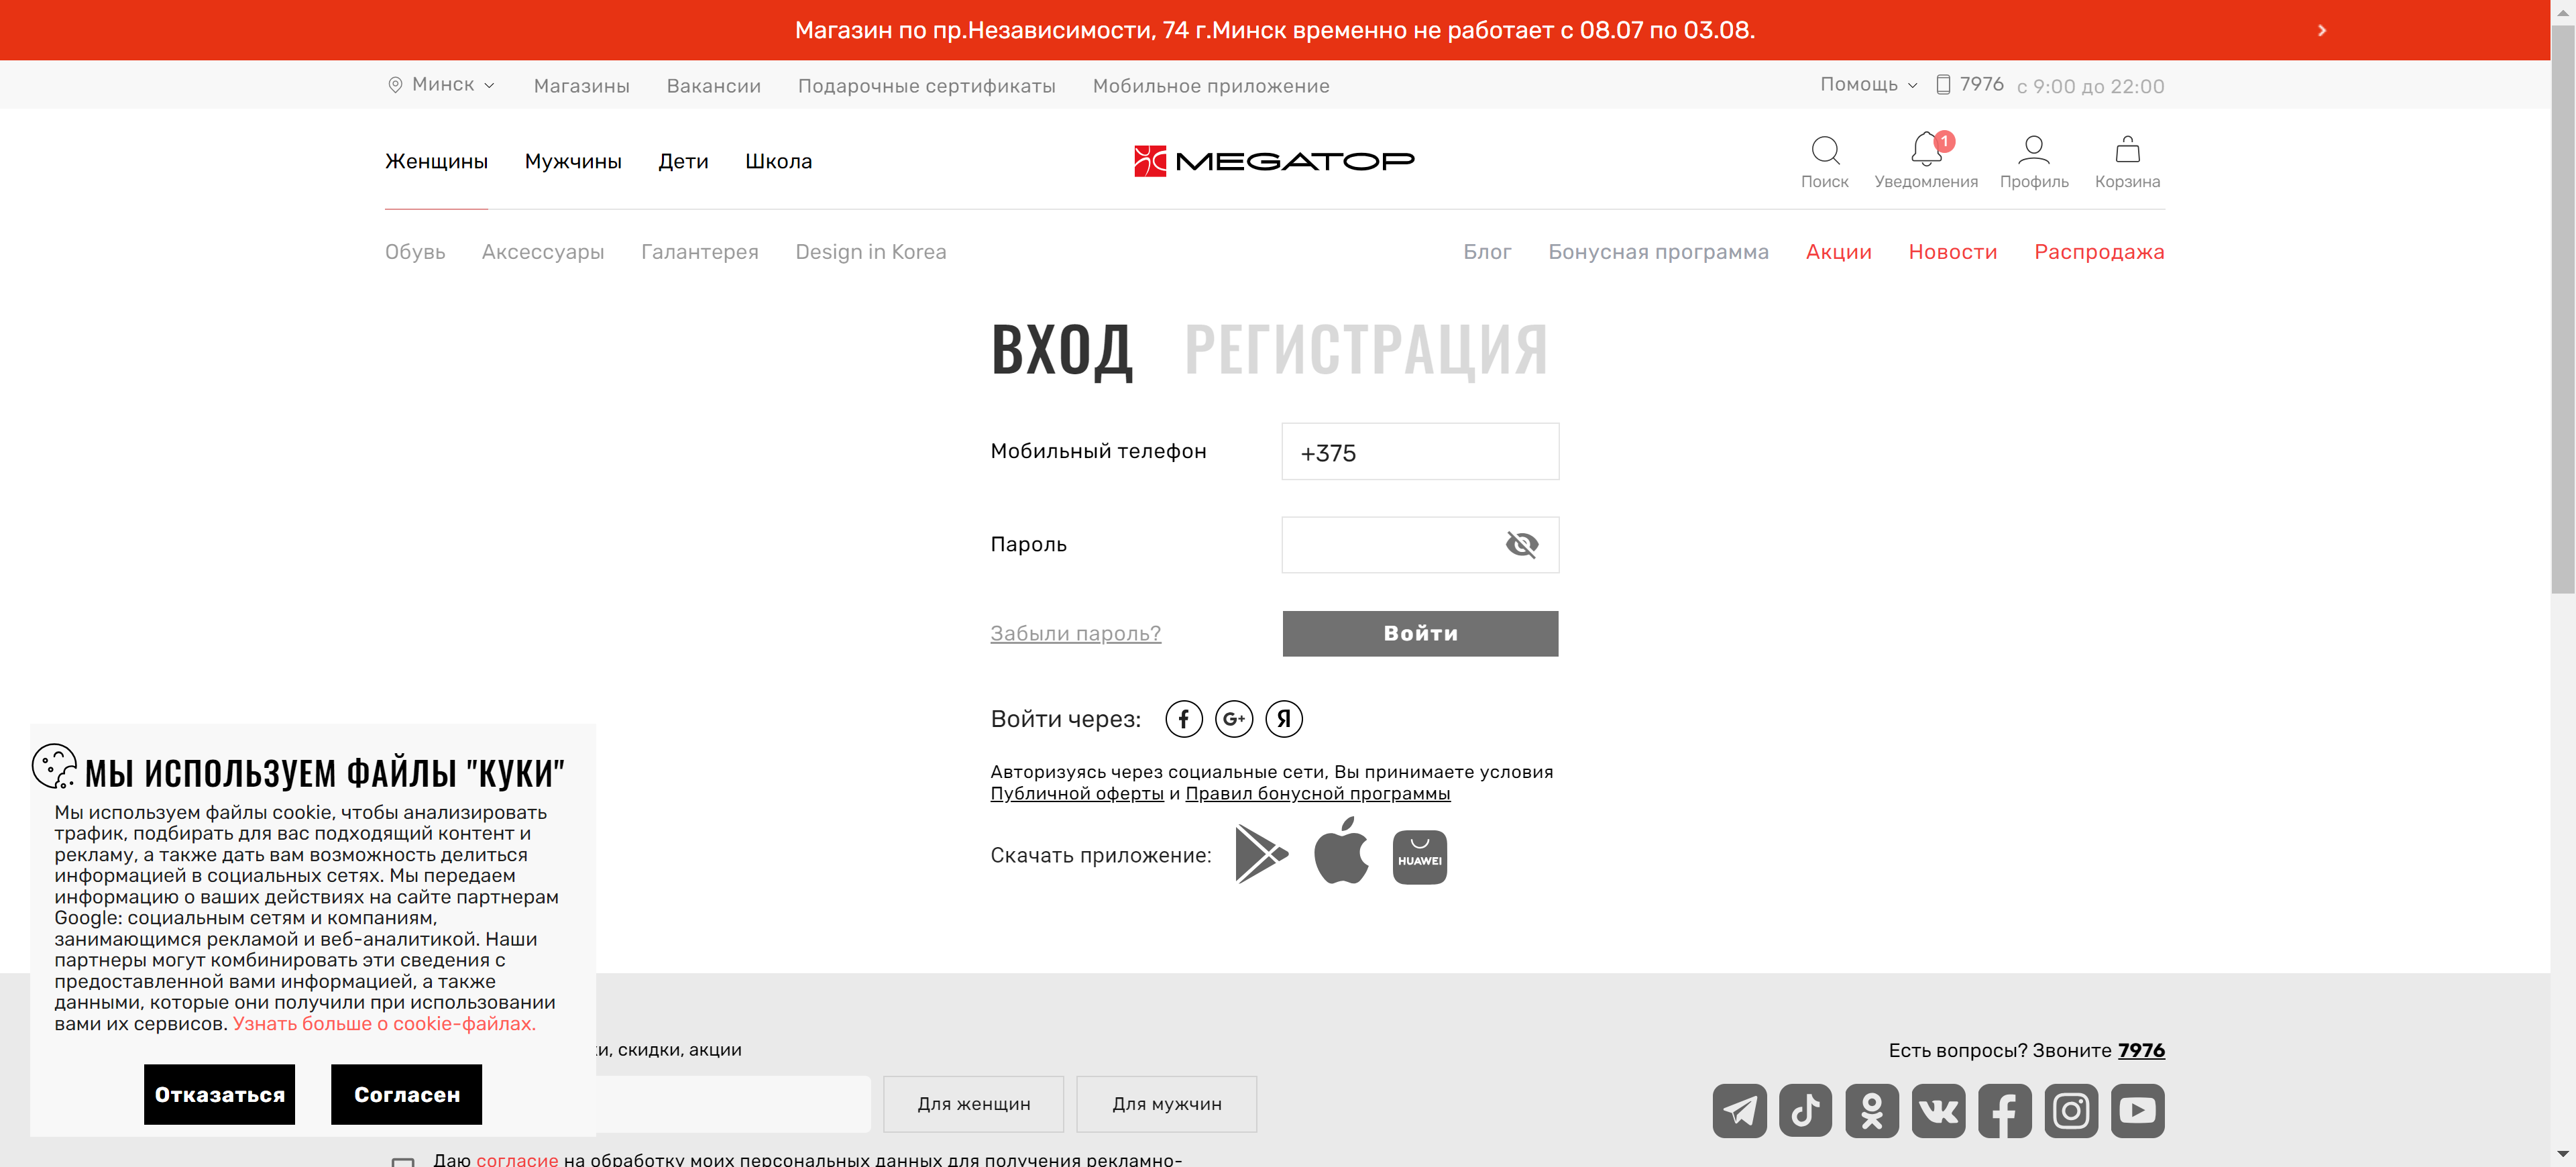 Магазин по пр.Независимости, 74 г.Минск временно не работает с 08.07 по 03.08.
Минск Магазины Вакансии Подарочные сертификаты Мобильное приложение Помощь 7976 с 9:00 до 22:00
Женщины Мужчины Дети Школа MEGATOP 1
Поиск Уведомления Профиль Корзина
Обувь Аксессуары Галантерея Design in Korea Блог Бонусная программа Акции Новости Распродажа
ВХОД РЕГИСТРАЦИЯ
Мобильный телефон +375
Пароль
Забыли пароль? Войти
Войти через: f G+ Я
Авторизуясь через социальные сети, Вы принимаете условия
Публичной оферты и Правил бонусной программы
Скачать приложение: HUAWEI
МЫ ИСПОЛЬЗУЕМ ФАЙЛЫ "КУКИ"
Мы используем файлы cookie, чтобы анализировать
трафик, подбирать для вас подходящий контент и
рекламу, а также дать вам возможность делиться
информацией в социальных сетях. Мы передаем
информацию о ваших действиях на сайте партнерам
Google: социальным сетям и компаниям,
занимающимся рекламой и веб-аналитикой. Наши
партнеры могут комбинировать эти сведения с
предоставленной вами информацией, а также
данными, которые они получили при использовании
вами их сервисов. Узнать больше о cookie-файлах.
Отказаться Согласен
скидки, акции
Для женщин Для мужчин
Есть вопросы? Звоните 7976
Даю согласие на обработку моих персональных данных для получения рекламно-